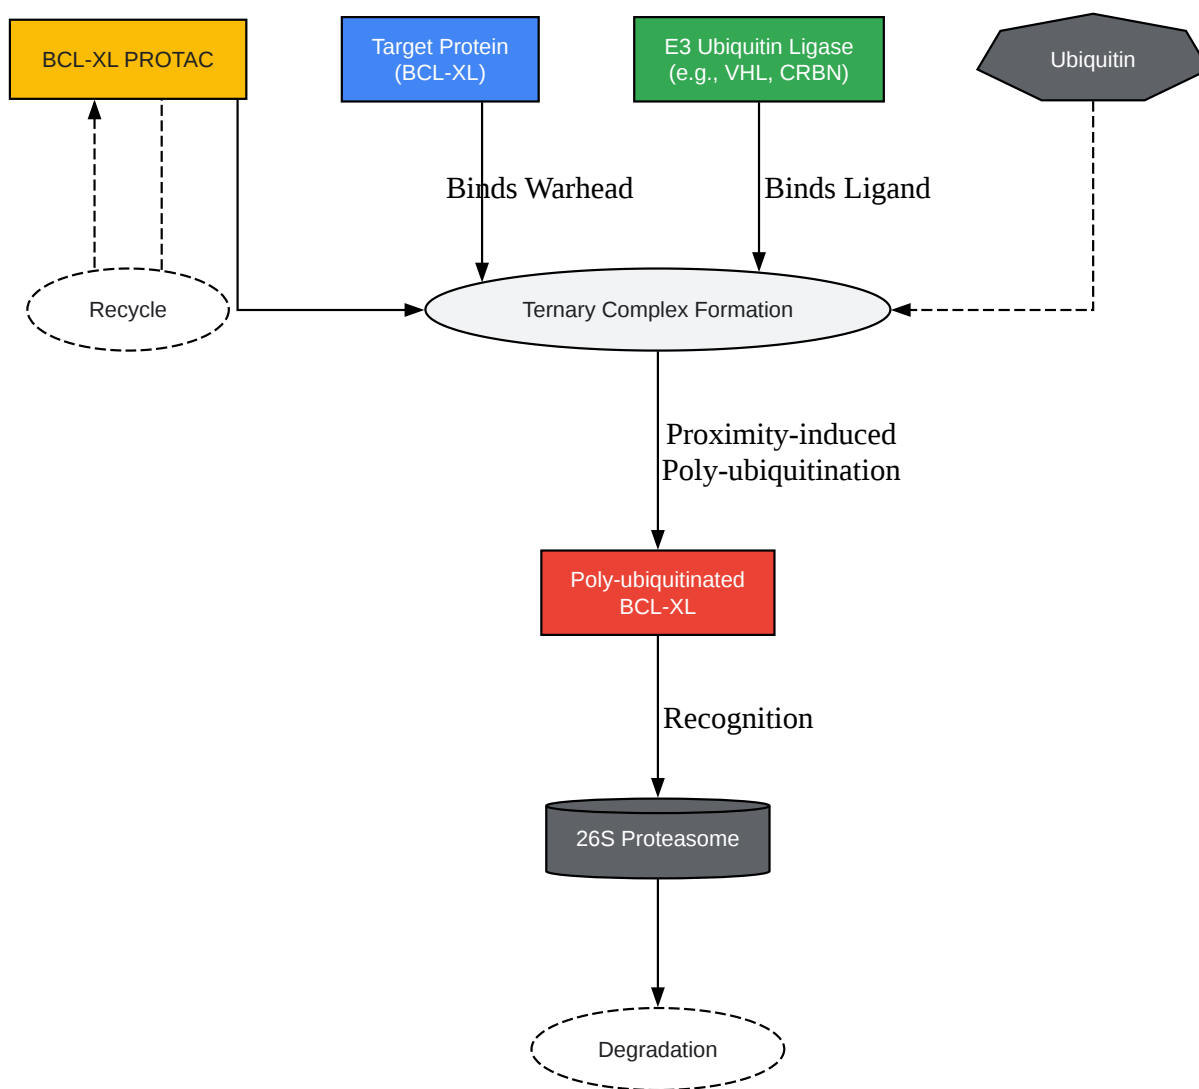 BCL-XL PROTAC
Target Protein
(BCL-XL)
E3 Ubiquitin Ligase
(e.g., VHL, CRBN)
Ubiquitin
Binds Warhead
Binds Ligand
Recycle
Ternary Complex Formation
Proximity-induced
Poly-ubiquitination
Poly-ubiquitinated
BCL-XL
Recognition
26S Proteasome
Degradation